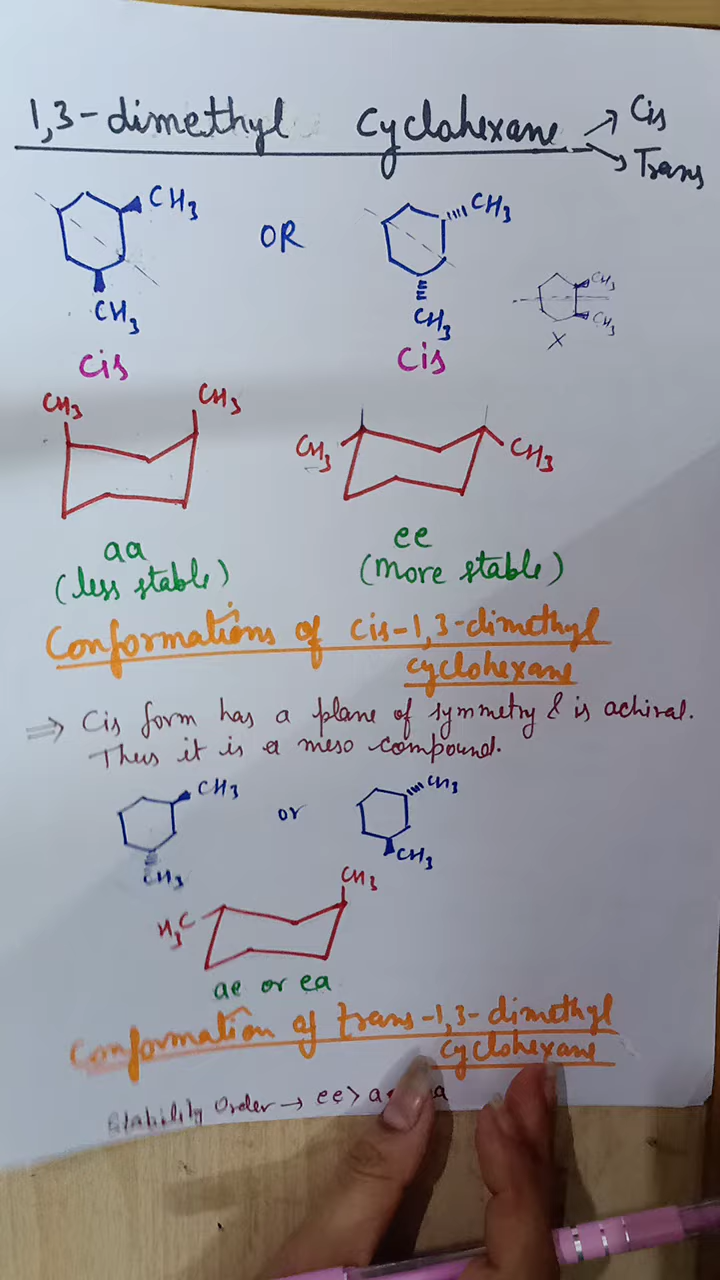 1,3-dimethyl cyclohexane
Cis
Trans
CH3
OR
CH3
CH3
CH3
CH3
CH3
X
Cis
Cis
CH3
CH3
CH3
CH3
aa
ee
(less stable)
(more stable)
Conformations of Cis-1,3-dimethyl
cyclohexane
⇒ Cis form has a plane of symmetry & is achiral.
Thus it is a meso compound.
CH3
or
CH3
CH3
CH3
CH3
H3C
ae or ea
Conformation of trans-1,3-dimethyl
cyclohexane
Stability Order → ee>